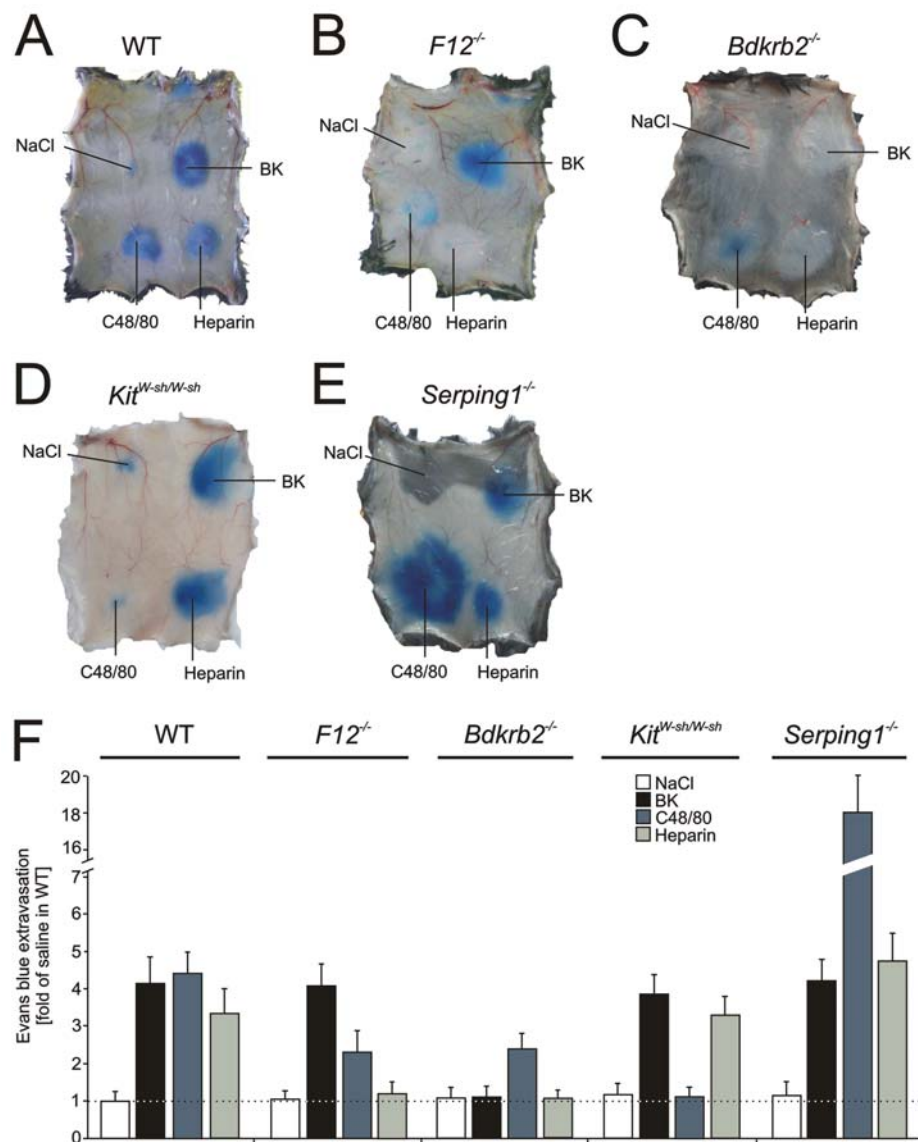 A
WT
NaCl
BK
C48/80
Heparin
B
F12-/-
NaCl
BK
C48/80
Heparin
C
Bdkrb2-/-
NaCl
BK
C48/80
Heparin
D
KitW-sh/W-sh
NaCl
BK
C48/80
Heparin
E
Serping1-/-
NaCl
BK
C48/80
Heparin
F
WT
F12-/-
Bdkrb2-/-
KitW-sh/W-sh
Serping1-/-
NaCl
BK
C48/80
Heparin
Evans blue extravasation
[fold of saline in WT]
20
18
16
7
6
5
4
3
2
1
0